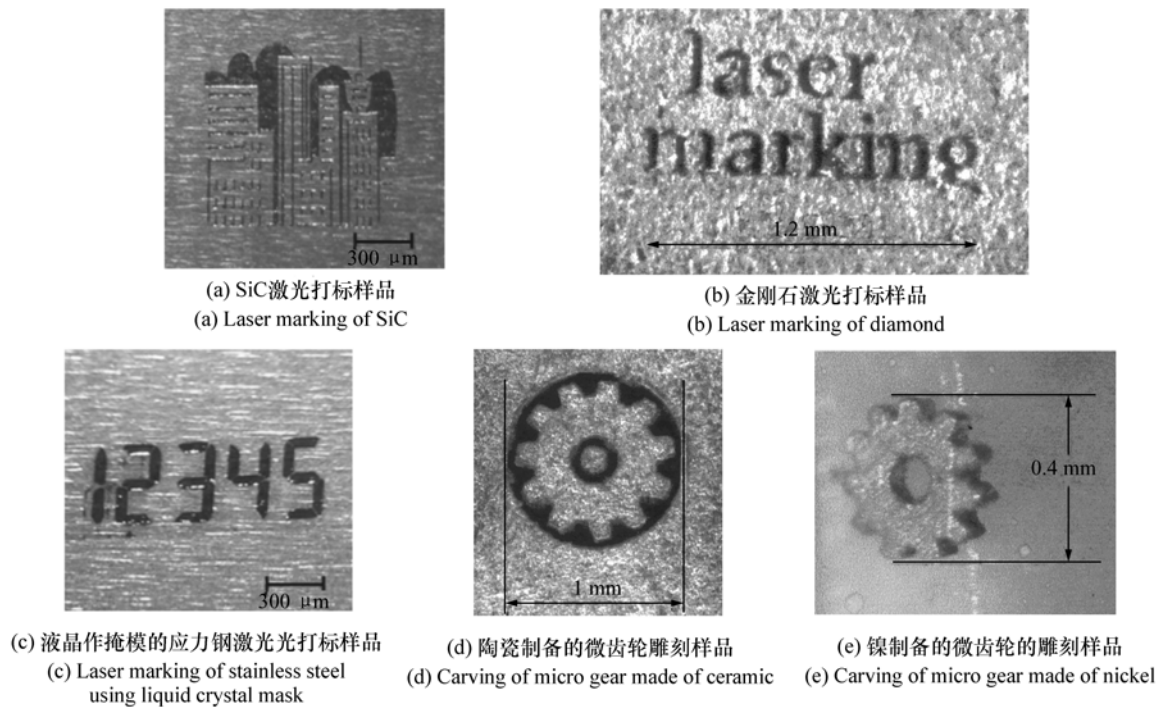 300 μm
(a) SiC激光打标样品
(a) Laser marking of SiC
laser
marking
1.2 mm
(b) 金刚石激光打标样品
(b) Laser marking of diamond
12345
300 μm
(c) 液晶作掩模的应力钢激光光打标样品
(c) Laser marking of stainless steel
using liquid crystal mask
1 mm
(d) 陶瓷制备的微齿轮雕刻样品
(d) Carving of micro gear made of ceramic
0.4 mm
(e) 镍制备的微齿轮的雕刻样品
(e) Carving of micro gear made of nickel